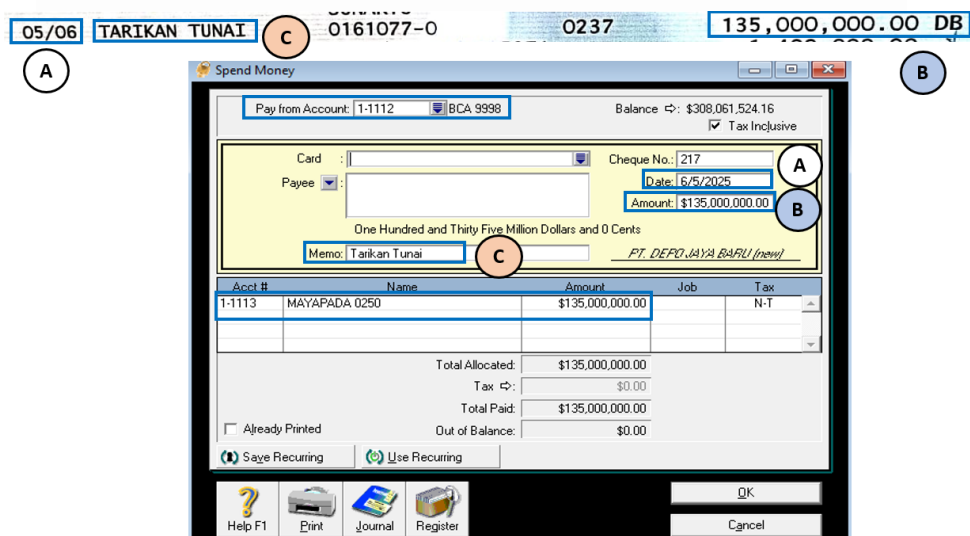 05/06 TARIKAN TUNAI C 0161077-0 0237 135,000,000.00 DB
A
B
Spend Money
Pay from Account: 1-1112 BCA 9998 Balance ⇨: $308,061,524.16
Tax Inclusive
Card : Cheque No.: 217 A
Payee : Date: 6/5/2025
Amount: $135,000,000.00 B
One Hundred and Thirty Five Million Dollars and 0 Cents
Memo: Tarikan Tunai C PT. DEPO JAYA BARU (new)
Acct # Name Amount Job Tax
1-1113 MAYAPADA 0250 $135,000,000.00 N-T
Total Allocated: $135,000,000.00
Tax ⇨: $0.00
Total Paid: $135,000,000.00
Already Printed Out of Balance: $0.00
Save Recurring Use Recurring
OK
Help F1 Print Journal Register
Cancel